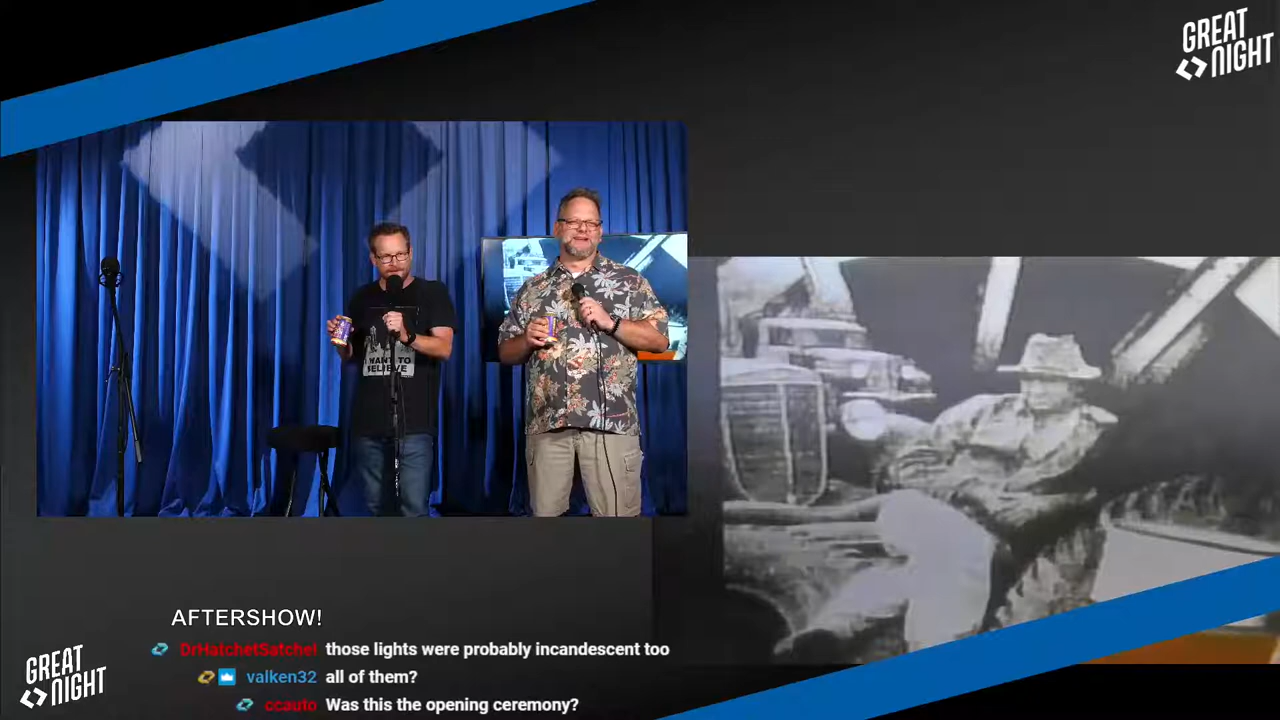 GREAT
NIGHT
I WANT TO
BELIEVE
AFTERSHOW!
DrHatchetSatchel those lights were probably incandescent too
valken32 all of them?
ccauto Was this the opening ceremony?
GREAT
NIGHT